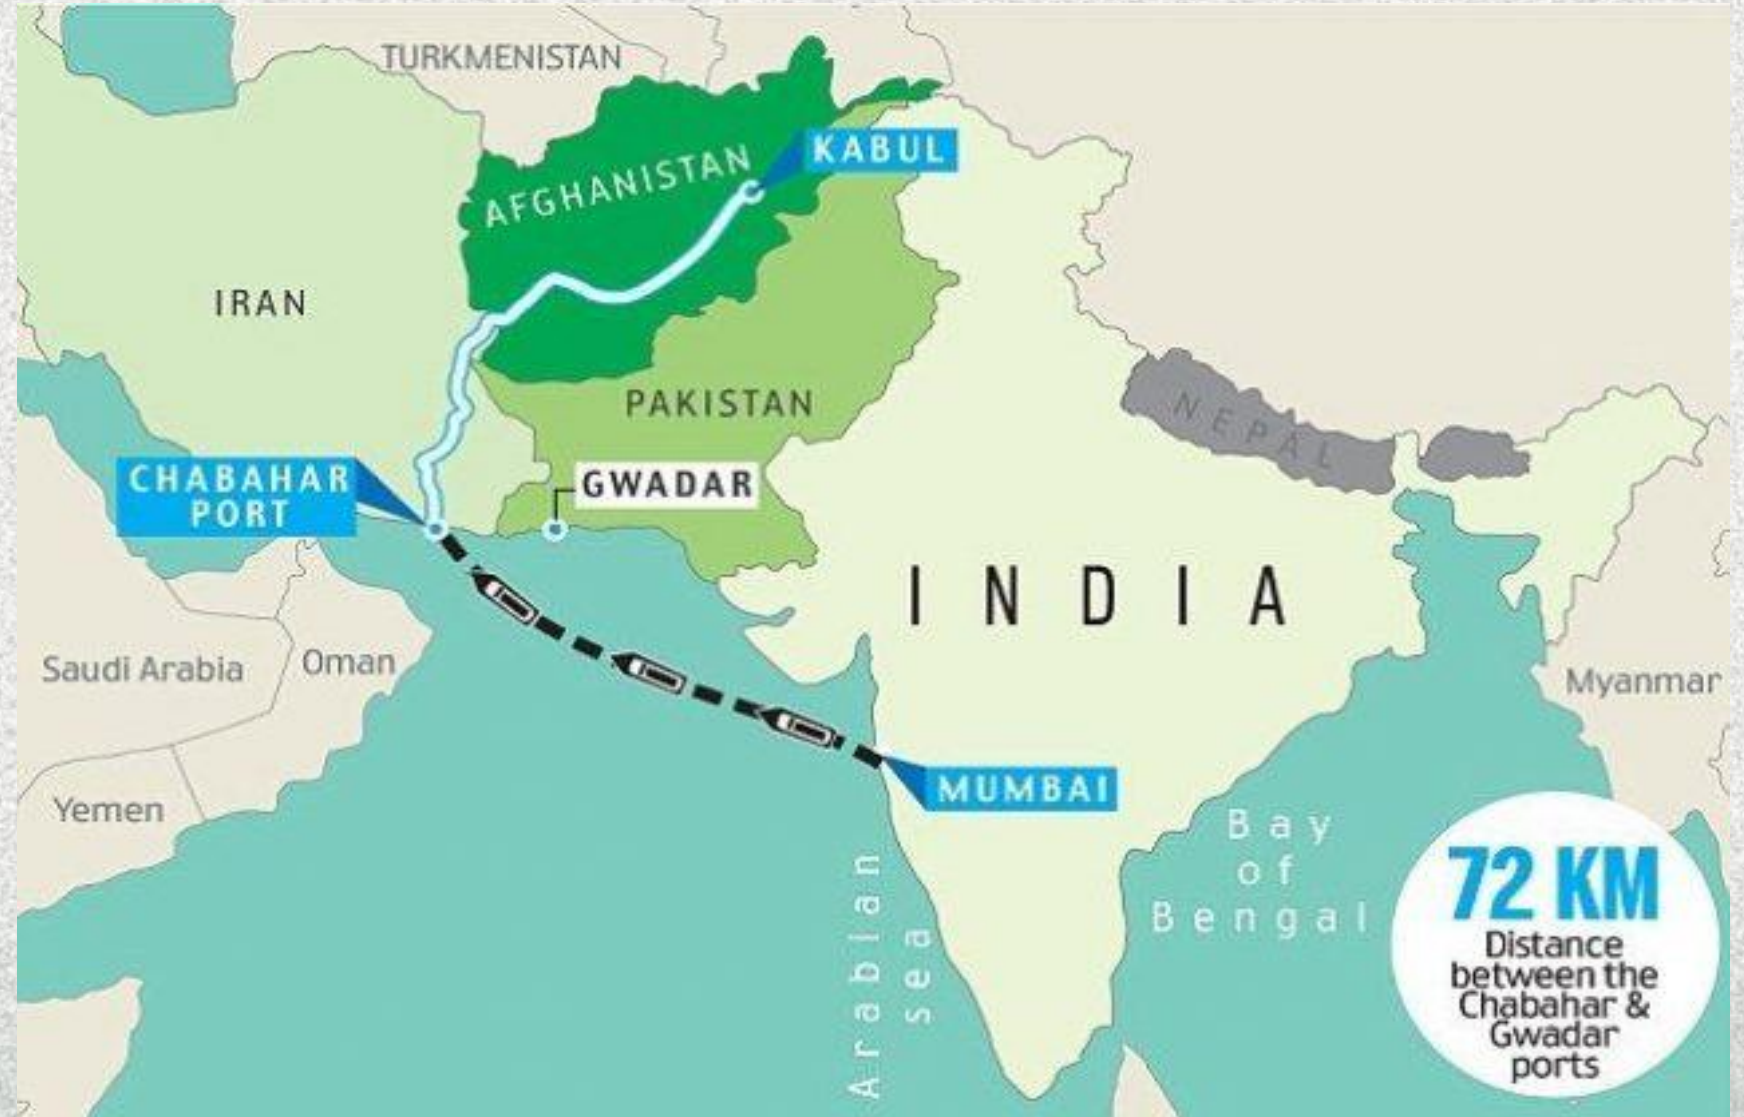 TURKMENISTAN
KABUL
AFGHANISTAN
IRAN
PAKISTAN
NEPAL
CHABAHAR
PORT
GWADAR
INDIA
Saudi Arabia
Oman
Myanmar
MUMBAI
Yemen
Arabian
sea
Bay
of
Bengal
72 KM
Distance
between the
Chabahar &
Gwadar
ports